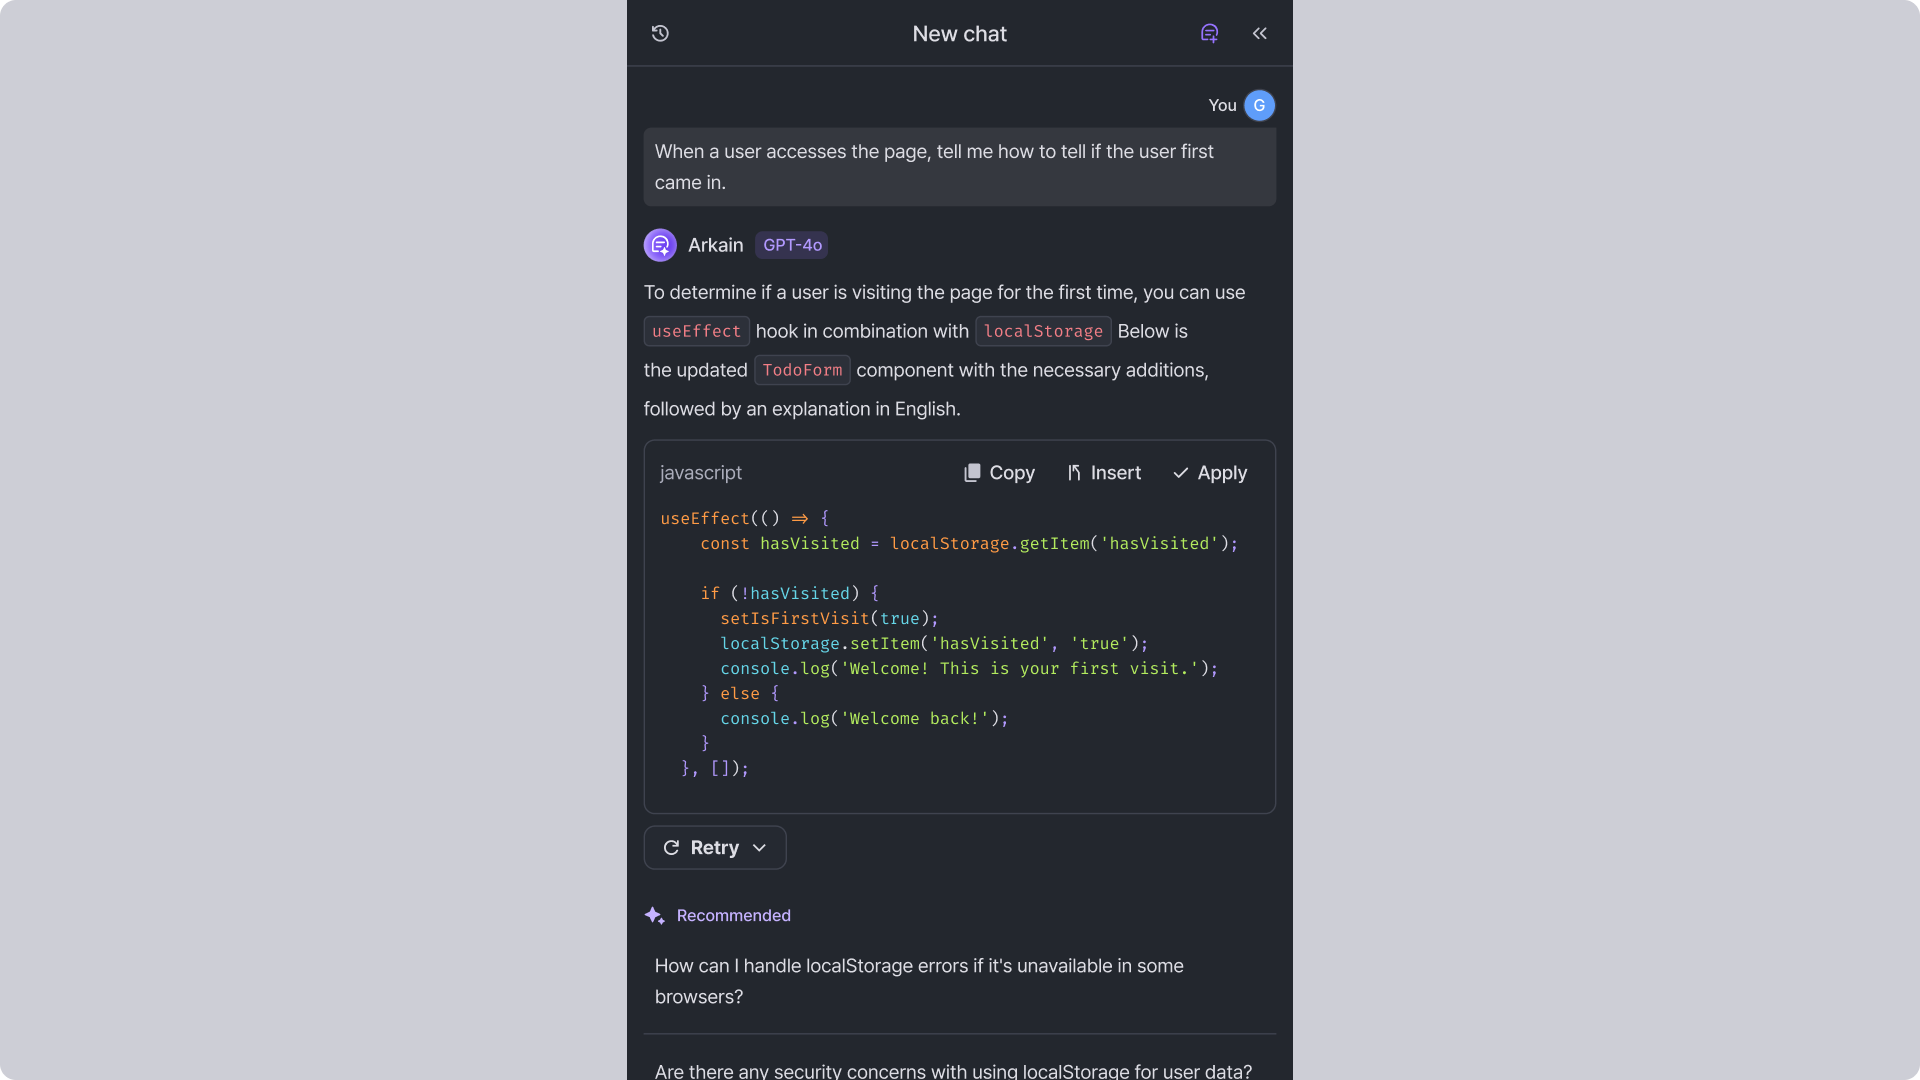 New chat
You G
When a user accesses the page, tell me how to tell if the user first
came in.
Arkain GPT-4o
To determine if a user is visiting the page for the first time, you can use
useEffect hook in combination with localStorage Below is
the updated TodoForm component with the necessary additions,
followed by an explanation in English.
javascript Copy Insert Apply
useEffect(() => {
    const hasVisited = localStorage.getItem('hasVisited');
    if (!hasVisited) {
      setIsFirstVisit(true);
      localStorage.setItem('hasVisited', 'true');
      console.log('Welcome! This is your first visit.');
    } else {
      console.log('Welcome back!');
    }
  }, []);
Retry
Recommended
How can I handle localStorage errors if it's unavailable in some
browsers?
Are there any security concerns with using localStorage for user data?